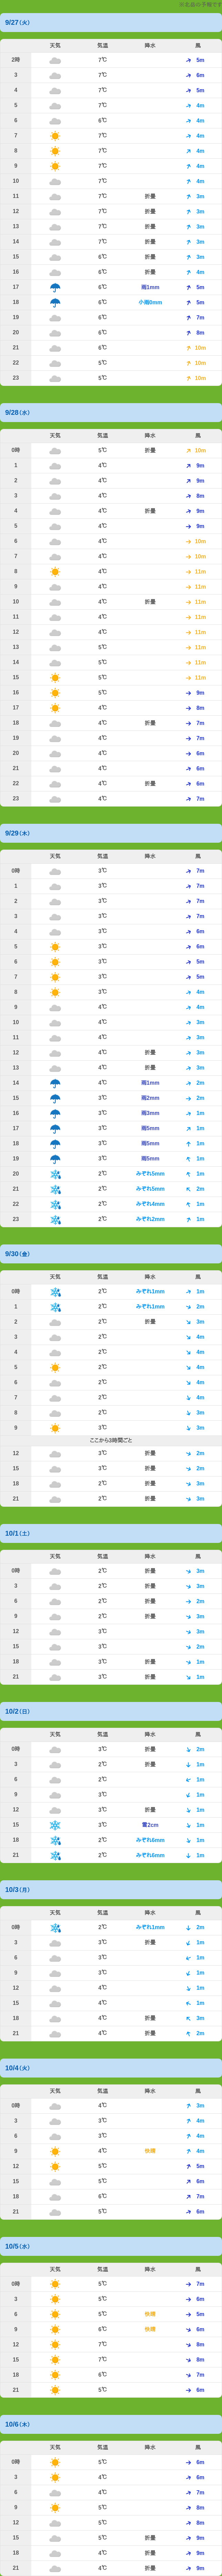 9/27(火)
天気 気温 降水 風
2時 7℃ 5m
3 7℃ 6m
4 7℃ 5m
5 7℃ 4m
6 6℃ 4m
7 7℃ 4m
8 7℃ 4m
9 7℃ 4m
10 7℃ 4m
11 7℃ 折曇 3m
12 7℃ 折曇 3m
13 7℃ 折曇 3m
14 7℃ 折曇 3m
15 6℃ 折曇 3m
16 6℃ 折曇 4m
17 6℃ 雨1mm 5m
18 6℃ 小雨0mm 5m
19 6℃ 7m
20 6℃ 8m
21 6℃ 10m
22 5℃ 10m
23 5℃ 10m
9/28(水)
天気 気温 降水 風
0時 5℃ 折曇 10m
1 4℃ 9m
2 4℃ 9m
3 4℃ 8m
4 4℃ 折曇 9m
5 4℃ 9m
6 4℃ 10m
7 4℃ 10m
8 4℃ 11m
9 4℃ 11m
10 4℃ 折曇 11m
11 4℃ 11m
12 4℃ 11m
13 5℃ 11m
14 5℃ 11m
15 5℃ 11m
16 5℃ 9m
17 4℃ 8m
18 4℃ 折曇 7m
19 4℃ 7m
20 4℃ 6m
21 4℃ 6m
22 4℃ 折曇 6m
23 4℃ 7m
9/29(木)
天気 気温 降水 風
0時 3℃ 7m
1 3℃ 7m
2 3℃ 7m
3 3℃ 7m
4 3℃ 6m
5 3℃ 6m
6 3℃ 5m
7 3℃ 5m
8 3℃ 4m
9 4℃ 4m
10 4℃ 3m
11 4℃ 3m
12 4℃ 折曇 3m
13 4℃ 折曇 3m
14 4℃ 雨1mm 2m
15 3℃ 雨2mm 2m
16 3℃ 雨3mm 1m
17 3℃ 雨5mm 1m
18 3℃ 雨5mm 1m
19 3℃ 雨5mm 1m
20 2℃ みぞれ5mm 1m
21 2℃ みぞれ5mm 2m
22 2℃ みぞれ4mm 1m
23 2℃ みぞれ2mm 1m
9/30(金)
天気 気温 降水 風
0時 2℃ みぞれ1mm 1m
1 2℃ みぞれ1mm 2m
2 2℃ 折曇 3m
3 2℃ 4m
4 2℃ 4m
5 2℃ 4m
6 2℃ 4m
7 2℃ 4m
8 2℃ 3m
9 3℃ 3m
ここから3時間ごと
12 3℃ 折曇 2m
15 3℃ 折曇 2m
18 2℃ 折曇 3m
21 2℃ 折曇 3m
10/1(土)
天気 気温 降水 風
0時 2℃ 折曇 3m
3 2℃ 折曇 3m
6 2℃ 折曇 2m
9 2℃ 折曇 3m
12 3℃ 3m
15 3℃ 2m
18 3℃ 折曇 1m
21 3℃ 折曇 1m
10/2(日)
天気 気温 降水 風
0時 3℃ 折曇 2m
3 2℃ 折曇 1m
6 2℃ 1m
9 3℃ 1m
12 3℃ 折曇 1m
15 3℃ 雪2cm 1m
18 2℃ みぞれ6mm 1m
21 2℃ みぞれ6mm 1m
10/3(月)
天気 気温 降水 風
0時 2℃ みぞれ1mm 2m
3 3℃ 折曇 1m
6 3℃ 1m
9 3℃ 1m
12 4℃ 1m
15 4℃ 1m
18 4℃ 折曇 3m
21 4℃ 折曇 2m
10/4(火)
天気 気温 降水 風
0時 4℃ 3m
3 3℃ 4m
6 3℃ 4m
9 4℃ 快晴 4m
12 5℃ 5m
15 5℃ 6m
18 6℃ 7m
21 5℃ 6m
10/5(水)
天気 気温 降水 風
0時 5℃ 7m
3 5℃ 6m
6 5℃ 快晴 5m
9 6℃ 快晴 6m
12 7℃ 8m
15 7℃ 8m
18 6℃ 7m
21 5℃ 6m
10/6(木)
天気 気温 降水 風
0時 5℃ 6m
3 4℃ 6m
6 4℃ 7m
9 5℃ 8m
12 5℃ 8m
15 5℃ 折曇 9m
18 4℃ 折曇 9m
21 4℃ 折曇 9m